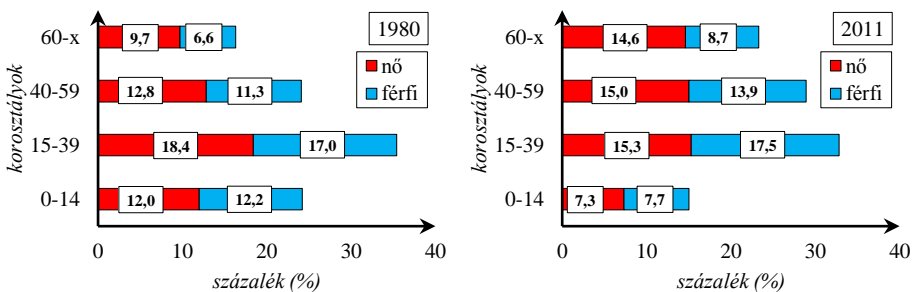 korosztályok
60-x 9,7 6,6
40-59 12,8 11,3
15-39 18,4 17,0
0-14 12,0 12,2
0 10 20 30 40
százalék (%)
1980
nő
férfi
korosztályok
60-x 14,6 8,7
40-59 15,0 13,9
15-39 15,3 17,5
0-14 7,3 7,7
0 10 20 30 40
százalék (%)
2011
nő
férfi